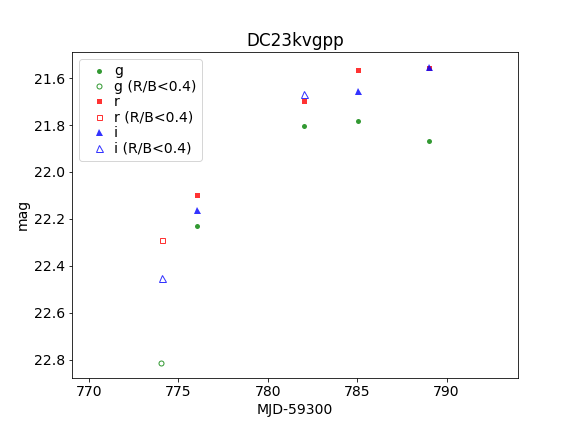 DC23kvgpp
g
g (R/B<0.4)
r
r (R/B<0.4)
i
i (R/B<0.4)
21.6
21.8
22.0
22.2
22.4
22.6
22.8
mag
770 775 780 785 790
MJD-59300